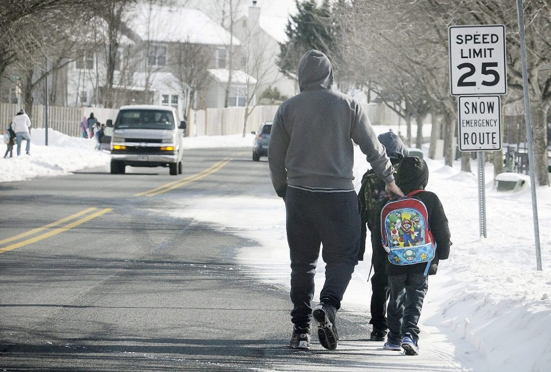 SPEED
LIMIT
25
SNOW
EMERGENCY
ROUTE